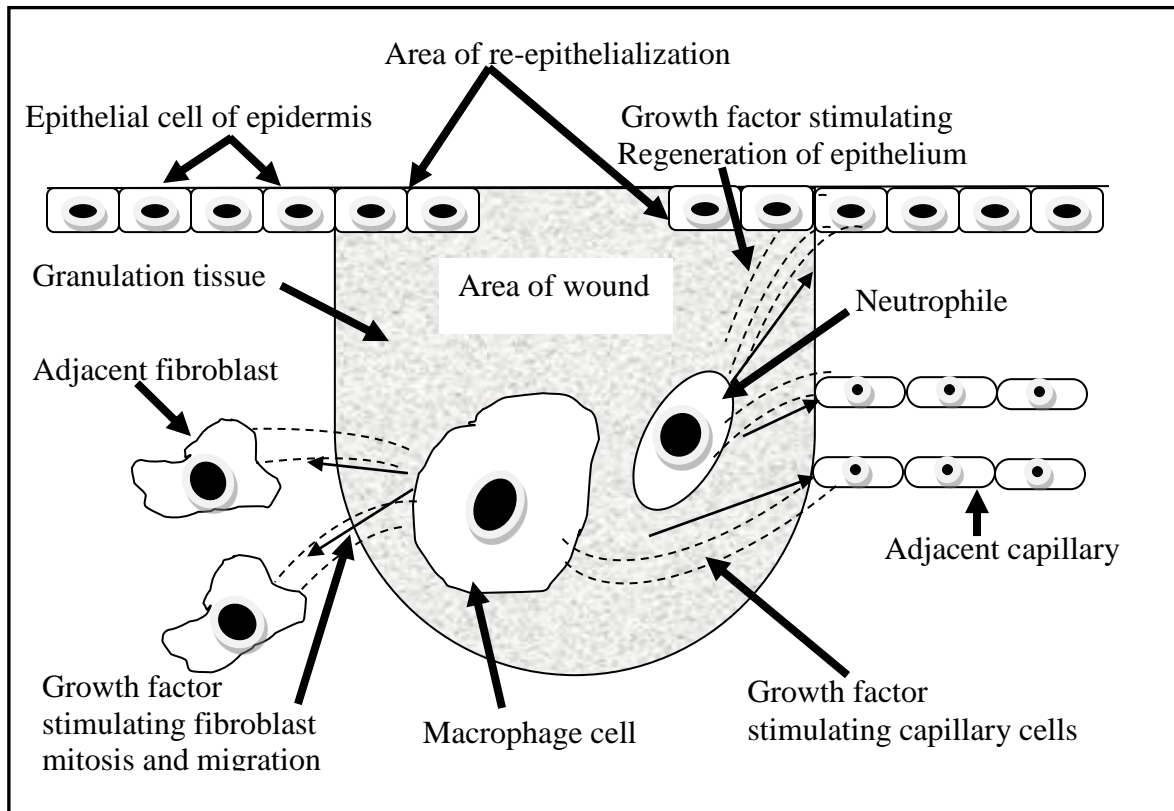 Area of re-epithelialization
Epithelial cell of epidermis
Growth factor stimulating
Regeneration of epithelium
Granulation tissue
Area of wound
Neutrophile
Adjacent fibroblast
Adjacent capillary
Growth factor
stimulating fibroblast
mitosis and migration
Macrophage cell
Growth factor
stimulating capillary cells